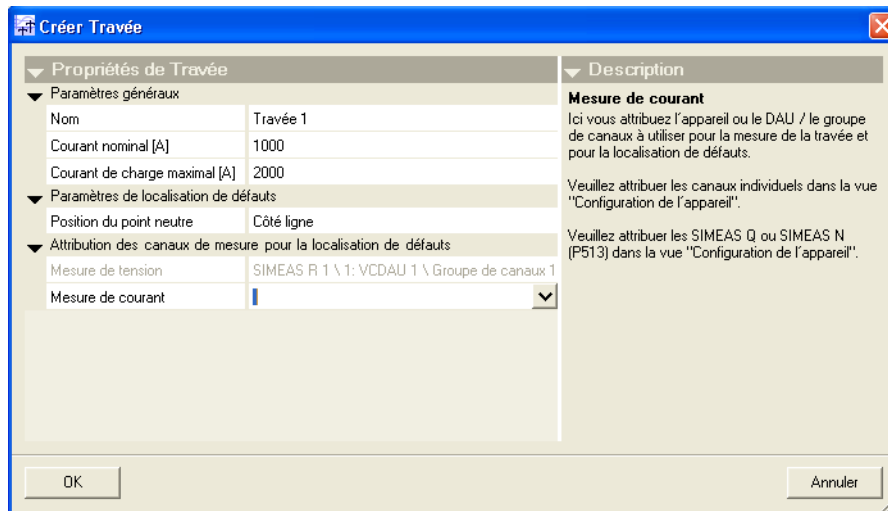 Créer Travée
Propriétés de Travée
Paramètres généraux
Nom Travée 1
Courant nominal [A] 1000
Courant de charge maximal [A] 2000
Paramètres de localisation de défauts
Position du point neutre Côté ligne
Attribution des canaux de mesure pour la localisation de défauts
Mesure de tension SIMEAS R 1 \ 1: VCDAU 1 \ Groupe de canaux 1
Mesure de courant
Description
Mesure de courant
Ici vous attribuez l´appareil ou le DAU / le groupe
de canaux à utiliser pour la mesure de la travée et
pour la localisation de défauts.
Veuillez attribuer les canaux individuels dans la vue
"Configuration de l´appareil".
Veuillez attribuer les SIMEAS Q ou SIMEAS N
(P513) dans la vue "Configuration de l´appareil".
OK
Annuler